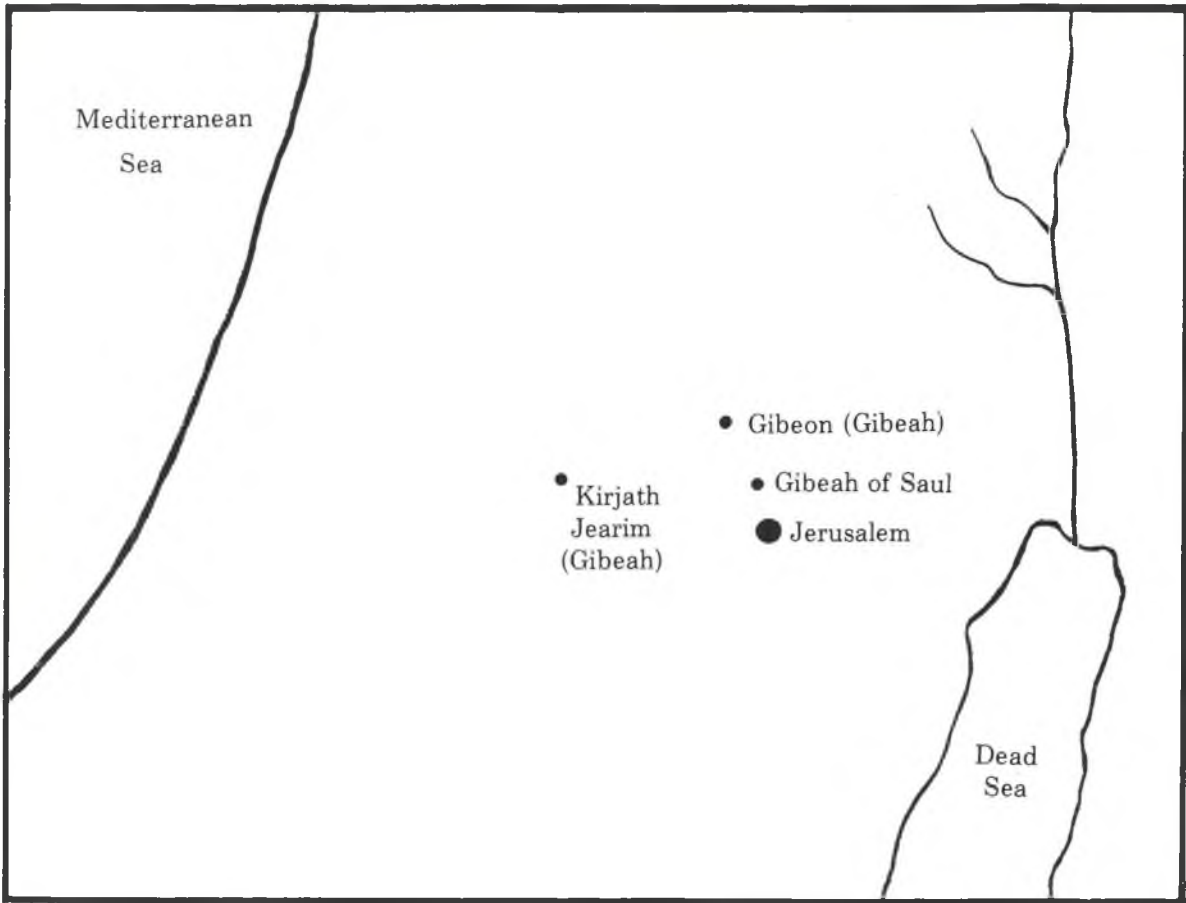 Mediterranean
Sea
Gibeon (Gibeah)
Gibeah of Saul
Kirjath
Jearim
(Gibeah)
Jerusalem
Dead
Sea